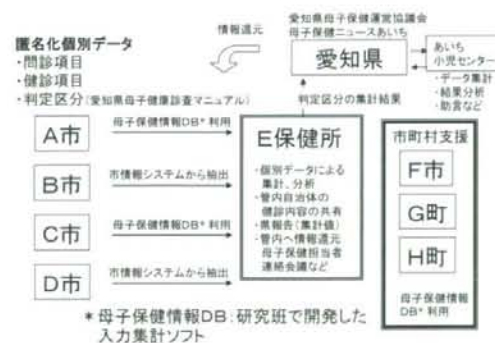 匿名化個別データ
・問診項目
・健診項目
・判定区分(愛知県母子健康診査マニュアル)
情報還元
愛知県母子保健運営協議会
母子保健ニュースあいち
愛知県
あいち
小児センター
・データ集計
・結果分析
・助言など
判定区分の集計結果
A市
母子保健情報DB*利用
B市
市情報システムから抽出
C市
母子保健情報DB*利用
D市
市情報システムから抽出
E保健所
・個別データによる
集計、分析
・管内自治体の
健診内容の共有
・県報告(集計値)
・管内へ情報還元
母子保健担当者
連絡会議など
市町村支援
F市
G町
H町
母子保健情報
DB*利用
*母子保健情報DB:研究班で開発した
入力集計ソフト